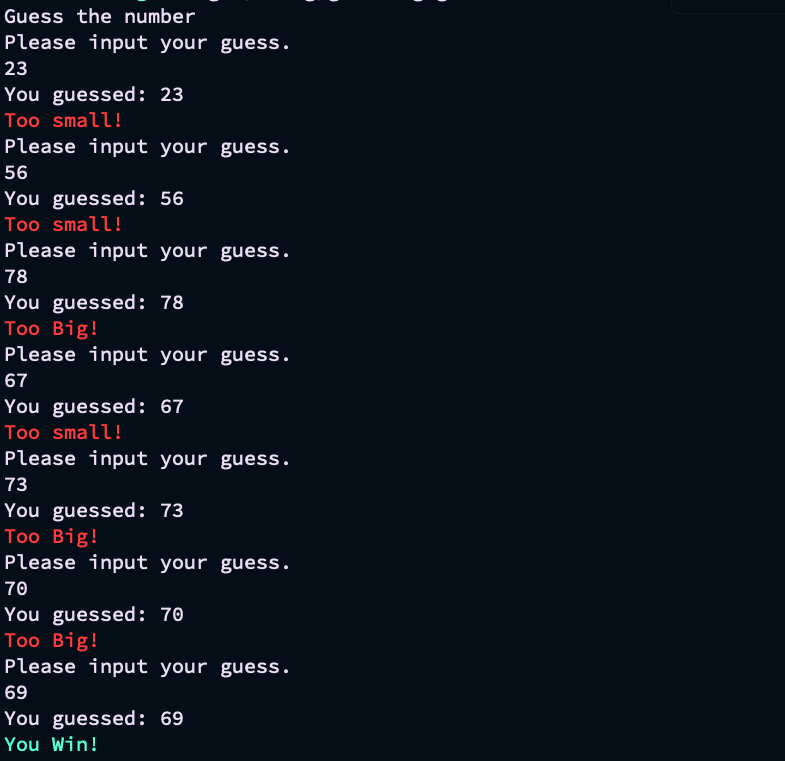 Guess the number
Please input your guess.
23
You guessed: 23
Too small!
Please input your guess.
56
You guessed: 56
Too small!
Please input your guess.
78
You guessed: 78
Too Big!
Please input your guess.
67
You guessed: 67
Too small!
Please input your guess.
73
You guessed: 73
Too Big!
Please input your guess.
70
You guessed: 70
Too Big!
Please input your guess.
69
You guessed: 69
You Win!